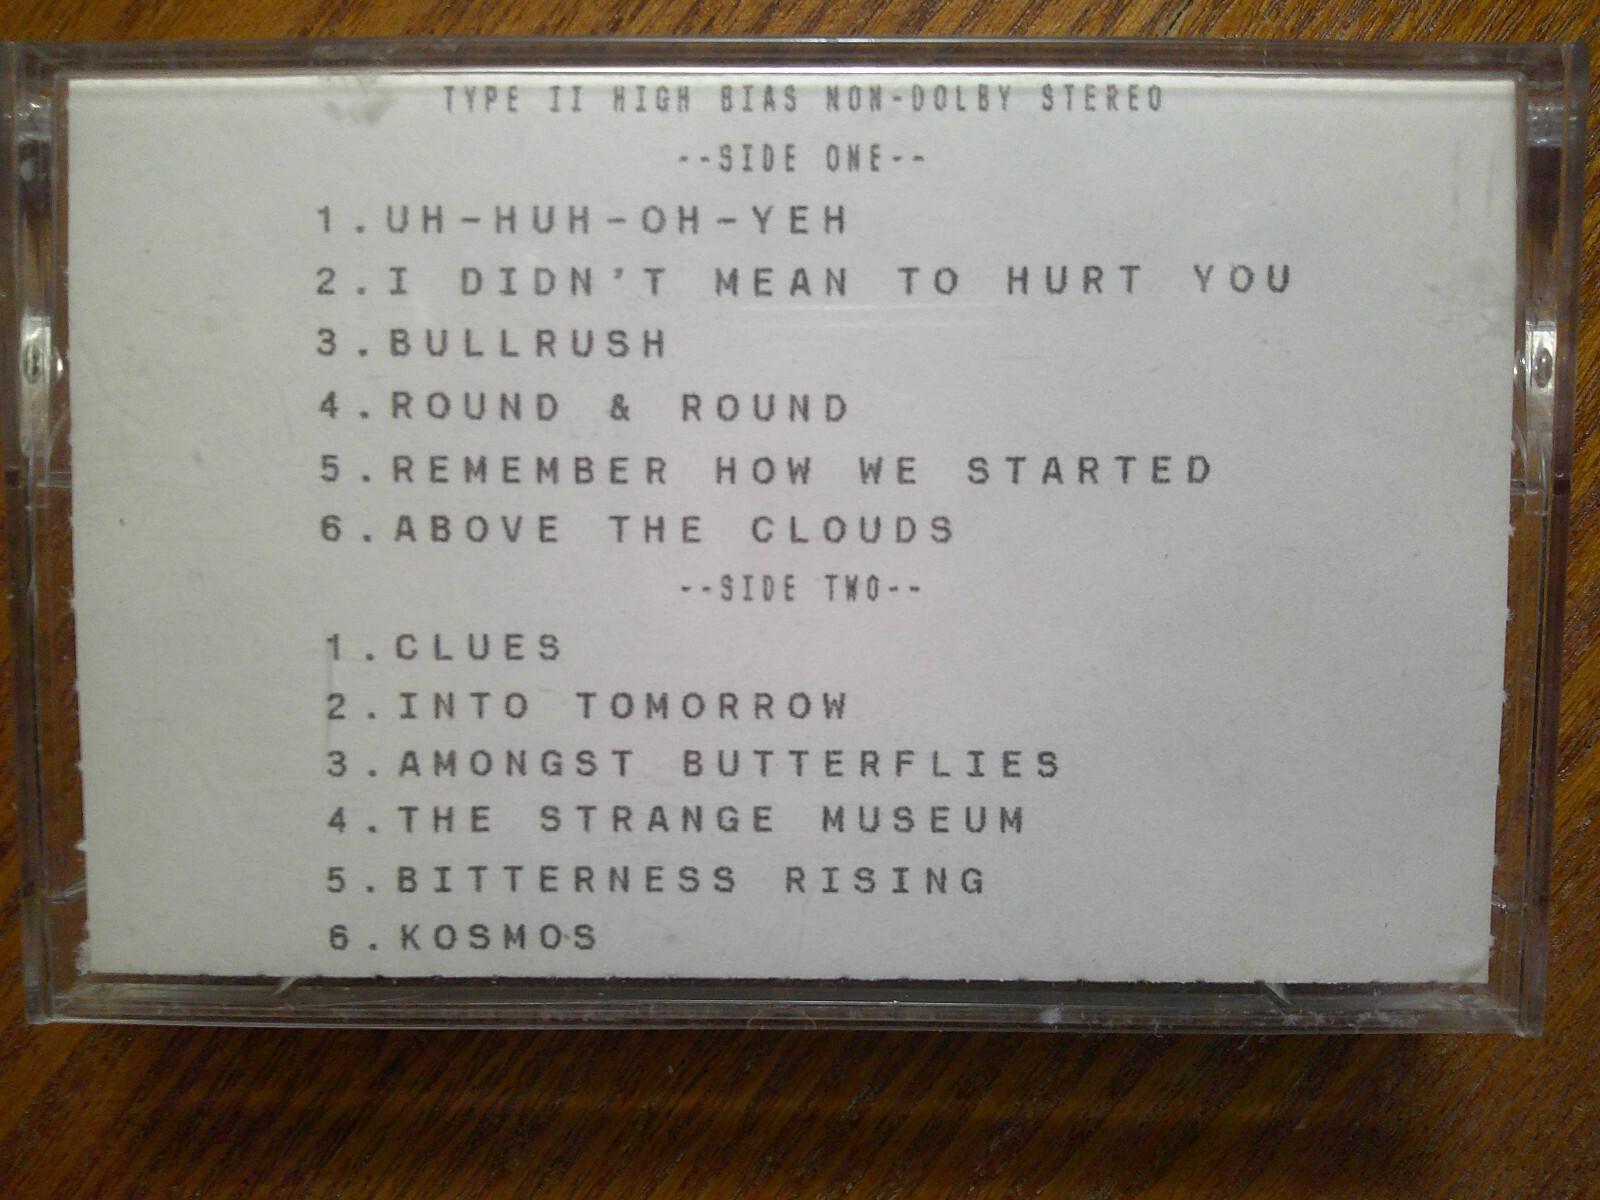 TYPE II HIGH BIAS NON-DOLBY STEREO
--SIDE ONE--
1.UH-HUH-OH-YEH
2.I DIDN'T MEAN TO HURT YOU
3.BULLRUSH
4.ROUND & ROUND
5.REMEMBER HOW WE STARTED
6.ABOVE THE CLOUDS
--SIDE TWO--
1.CLUES
2.INTO TOMORROW
3.AMONGST BUTTERFLIES
4.THE STRANGE MUSEUM
5.BITTERNESS RISING
6.KOSMOS